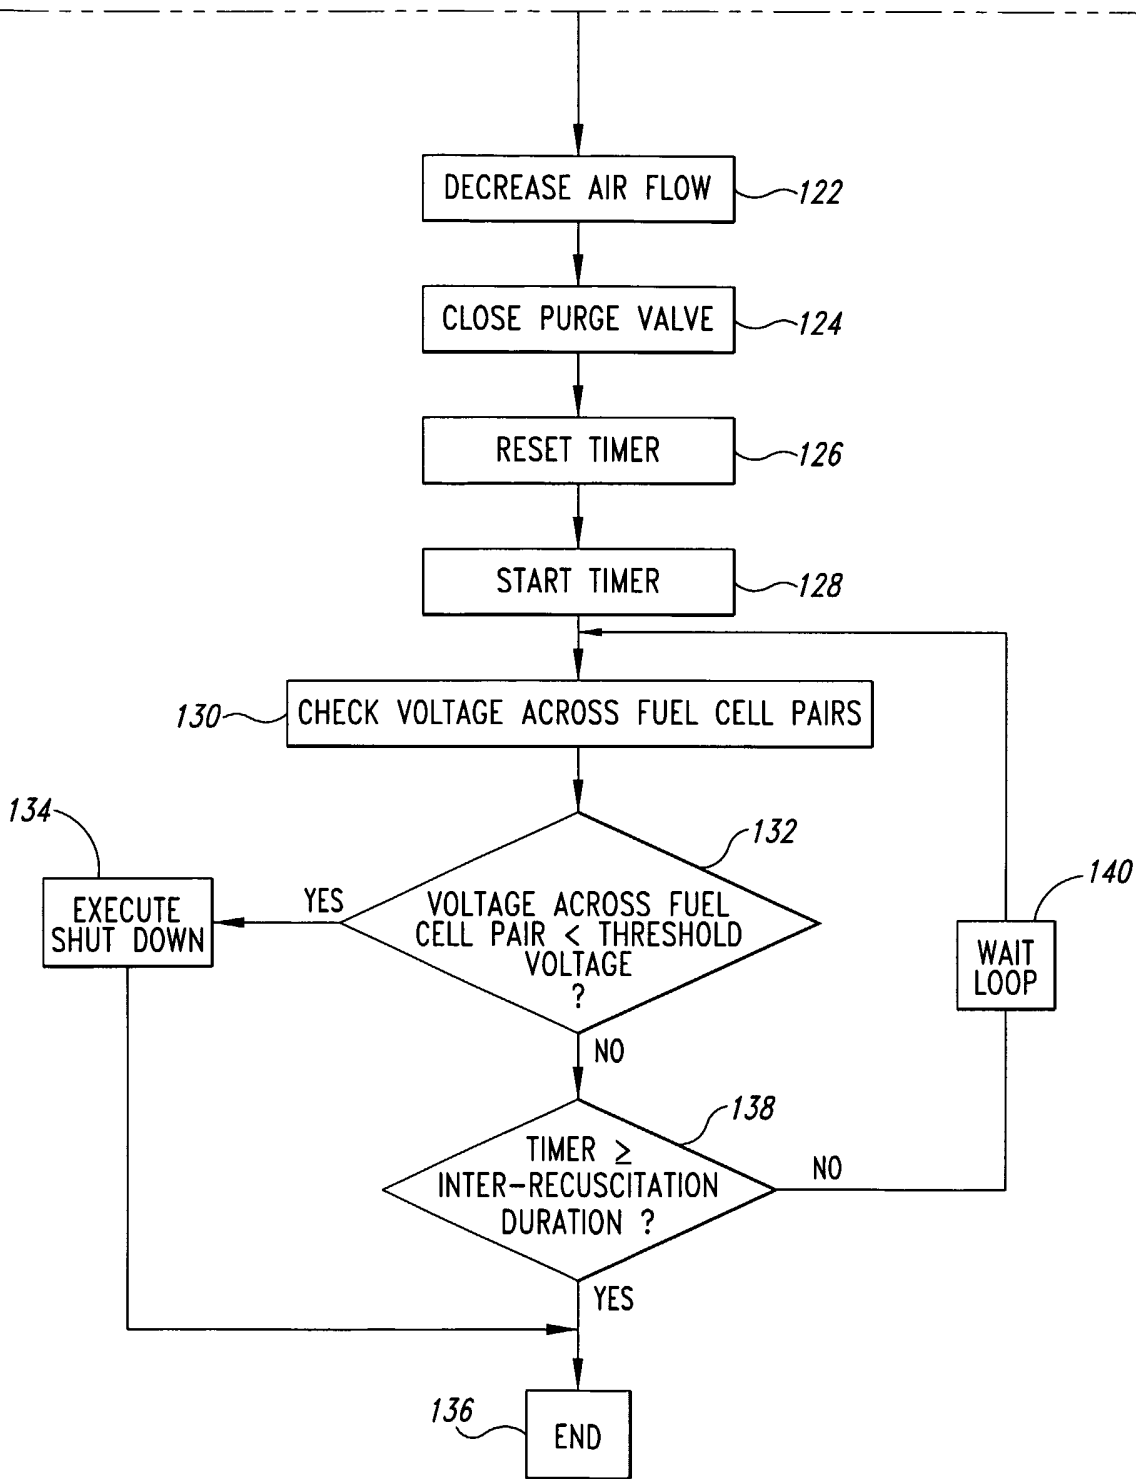 DECREASE AIR FLOW
122
CLOSE PURGE VALVE
124
RESET TIMER
126
START TIMER
128
130
CHECK VOLTAGE ACROSS FUEL CELL PAIRS
134
132
140
EXECUTE
SHUT DOWN
YES
VOLTAGE ACROSS FUEL
CELL PAIR < THRESHOLD
VOLTAGE
?
WAIT
LOOP
NO
138
TIMER ≥
INTER-RECUSCITATION
DURATION ?
NO
YES
136
END